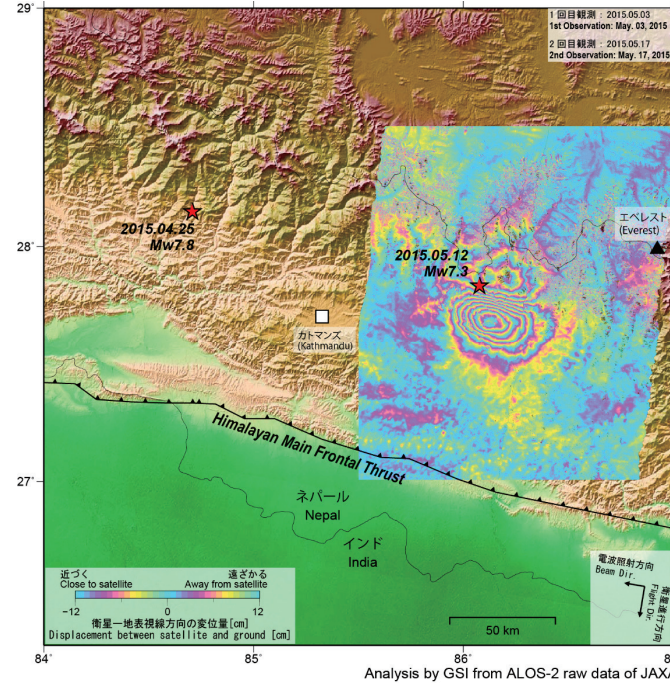 29°
1 回目観測 : 2015.05.03
1st Observation: May. 03, 2015
2 回目観測 : 2015.05.17
2nd Observation: May. 17, 2015
エベレスト
(Everest)
2015.04.25
Mw7.8
28°
2015.05.12
Mw7.3
カトマンズ
(Kathmandu)
Himalayan Main Frontal Thrust
27°
ネパール
Nepal
インド
India
近づく 遠ざかる
Close to satellite Away from satellite
−12 0 12
衛星ー地表視線方向の変位量[cm]
Displacement between satellite and ground [cm]
50 km
電波照射方向
Beam Dir.
衛星進行方向
Flight Dir.
84° 85° 86°
Analysis by GSI from ALOS-2 raw data of JAXA